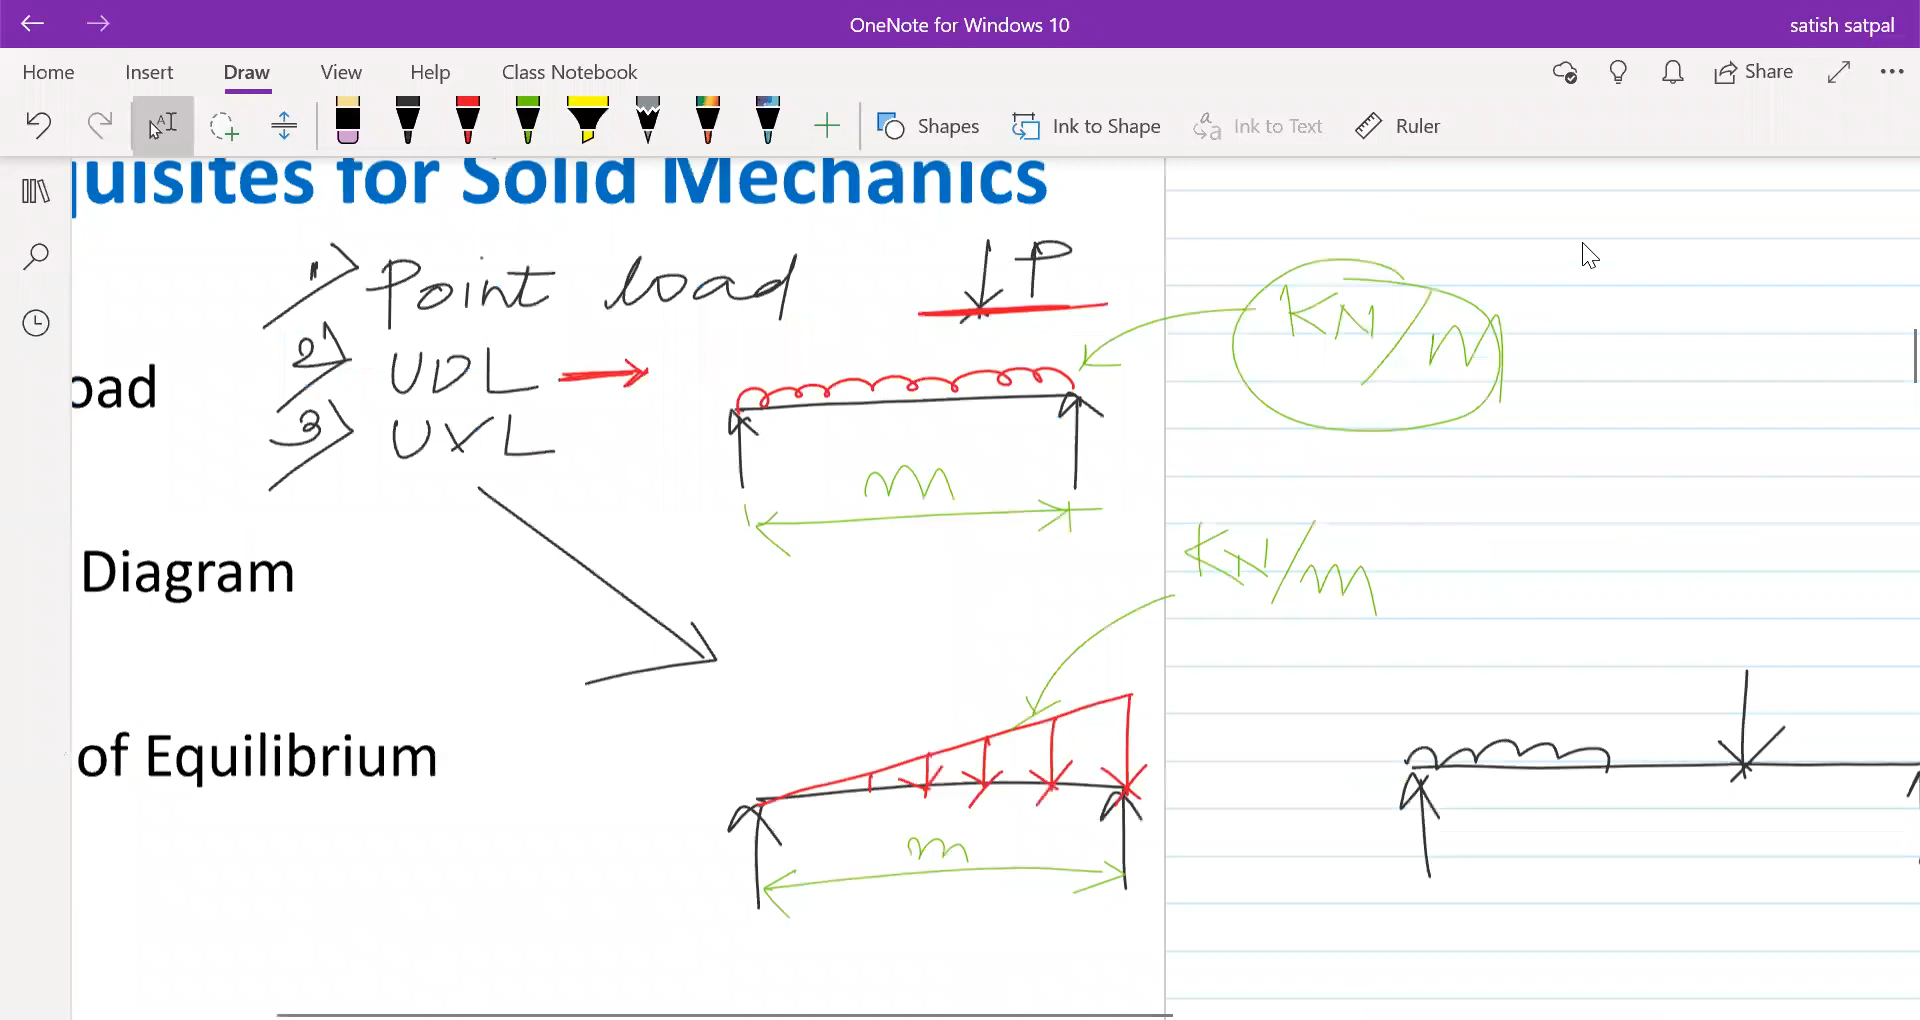 OneNote for Windows 10
satish satpal
Home Insert Draw View Help Class Notebook
Share
Shapes
Ink to Shape
Ink to Text
Ruler
quisites for Solid Mechanics
1) Point load
P
KN/m
oad
2) UDL
3) UVL
m
Diagram
KN/m
of Equilibrium
m